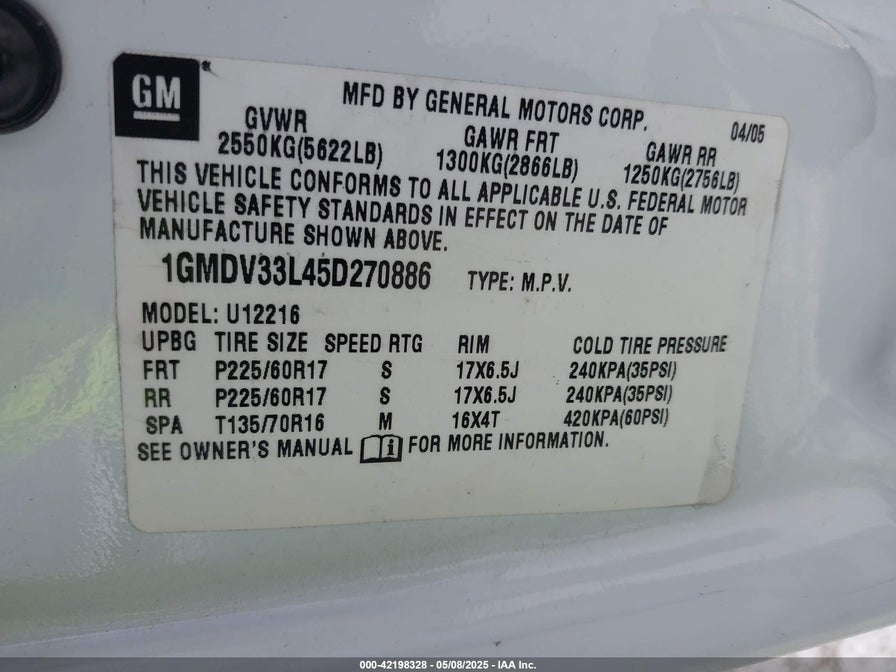 GM
MFD BY GENERAL MOTORS CORP. 04/05
GVWR GAWR FRT GAWR RR
2550KG(5622LB) 1300KG(2866LB) 1250KG(2756LB)
THIS VEHICLE CONFORMS TO ALL APPLICABLE U.S. FEDERAL MOTOR
VEHICLE SAFETY STANDARDS IN EFFECT ON THE DATE OF
MANUFACTURE SHOWN ABOVE.
1GMDV33L45D270886 TYPE: M.P.V.
MODEL: U12216
UPBG TIRE SIZE SPEED RTG RIM COLD TIRE PRESSURE
FRT P225/60R17 S 17X6.5J 240KPA(35PSI)
RR P225/60R17 S 17X6.5J 240KPA(35PSI)
SPA T135/70R16 M 16X4T 420KPA(60PSI)
SEE OWNER'S MANUAL i FOR MORE INFORMATION.
000-42198328 - 05/08/2025 - IAA Inc.